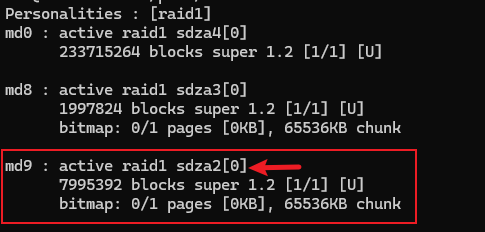 Personalities : [raid1]
md0 : active raid1 sdza4[0]
233715264 blocks super 1.2 [1/1] [U]
md8 : active raid1 sdza3[0]
1997824 blocks super 1.2 [1/1] [U]
bitmap: 0/1 pages [0KB], 65536KB chunk
md9 : active raid1 sdza2[0]
7995392 blocks super 1.2 [1/1] [U]
bitmap: 0/1 pages [0KB], 65536KB chunk